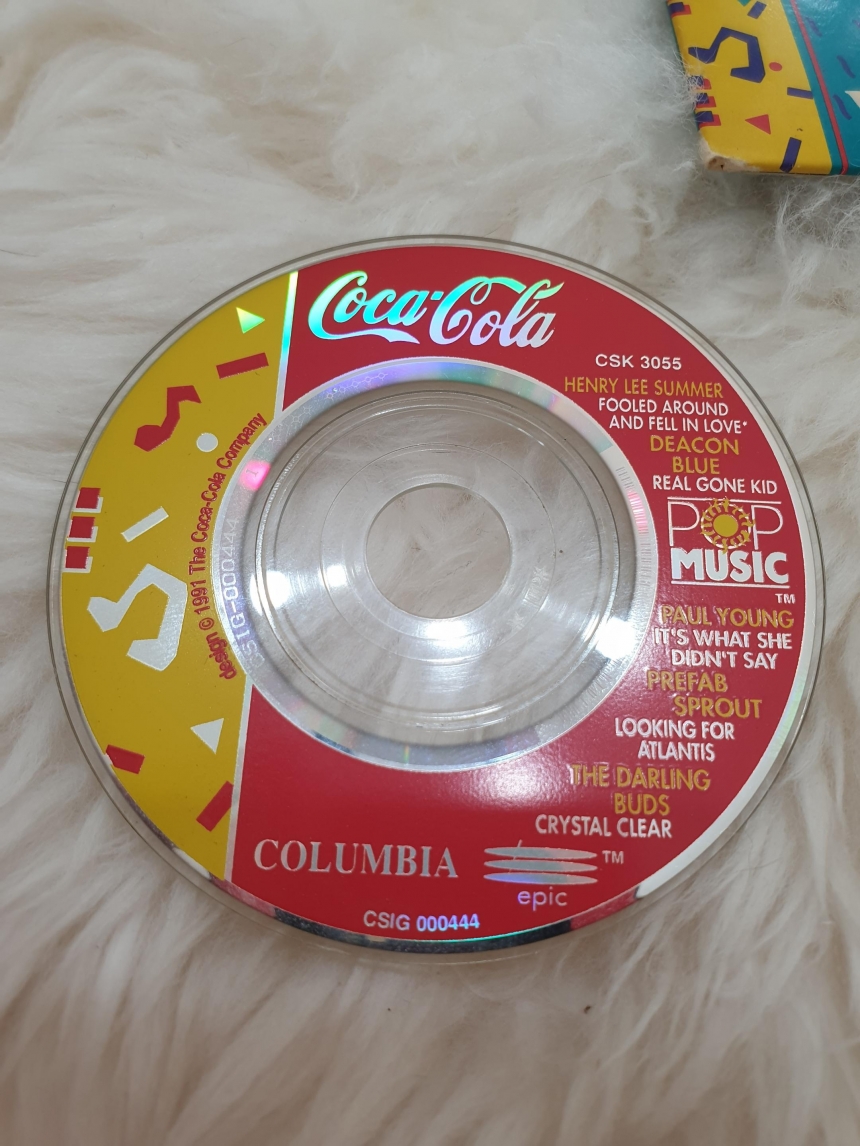 Coca-Cola
CSK 3055
HENRY LEE SUMMER
FOOLED AROUND
AND FELL IN LOVE*
DEACON
BLUE
REAL GONE KID
POP
MUSIC
TM
PAUL YOUNG
IT'S WHAT SHE
DIDN'T SAY
PREFAB
SPROUT
LOOKING FOR
ATLANTIS
THE DARLING
BUDS
CRYSTAL CLEAR
COLUMBIA
TM
epic
CSIG 000444
design © 1991 The Coca-Cola Company
CSIG-000444